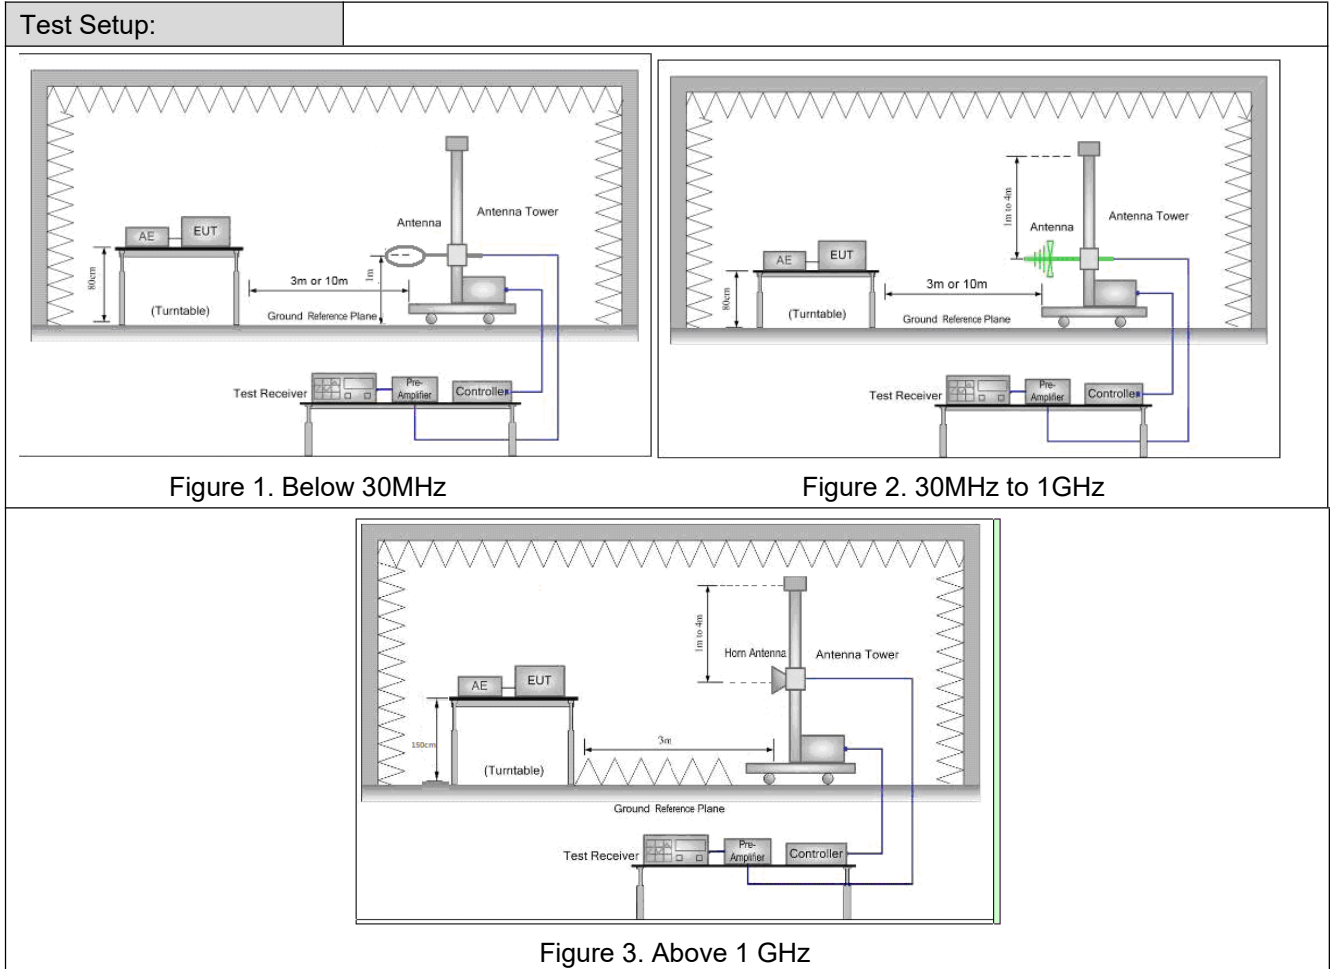 Test Setup:
Antenna
Antenna Tower
AE
EUT
80cm
1m
3m or 10m
(Turntable)
Ground Reference Plane
Test Receiver
Pre-
Amplifier
Controller
Figure 1. Below 30MHz
1m to 4m
Antenna
Antenna Tower
AE
EUT
80cm
3m or 10m
(Turntable)
Ground Reference Plane
Test Receiver
Pre-
Amplifier
Controller
Figure 2. 30MHz to 1GHz
1m to 4m
Horn Antenna
Antenna Tower
AE
EUT
150cm
3m
(Turntable)
Ground Reference Plane
Test Receiver
Pre-
Amplifier
Controller
Figure 3. Above 1 GHz